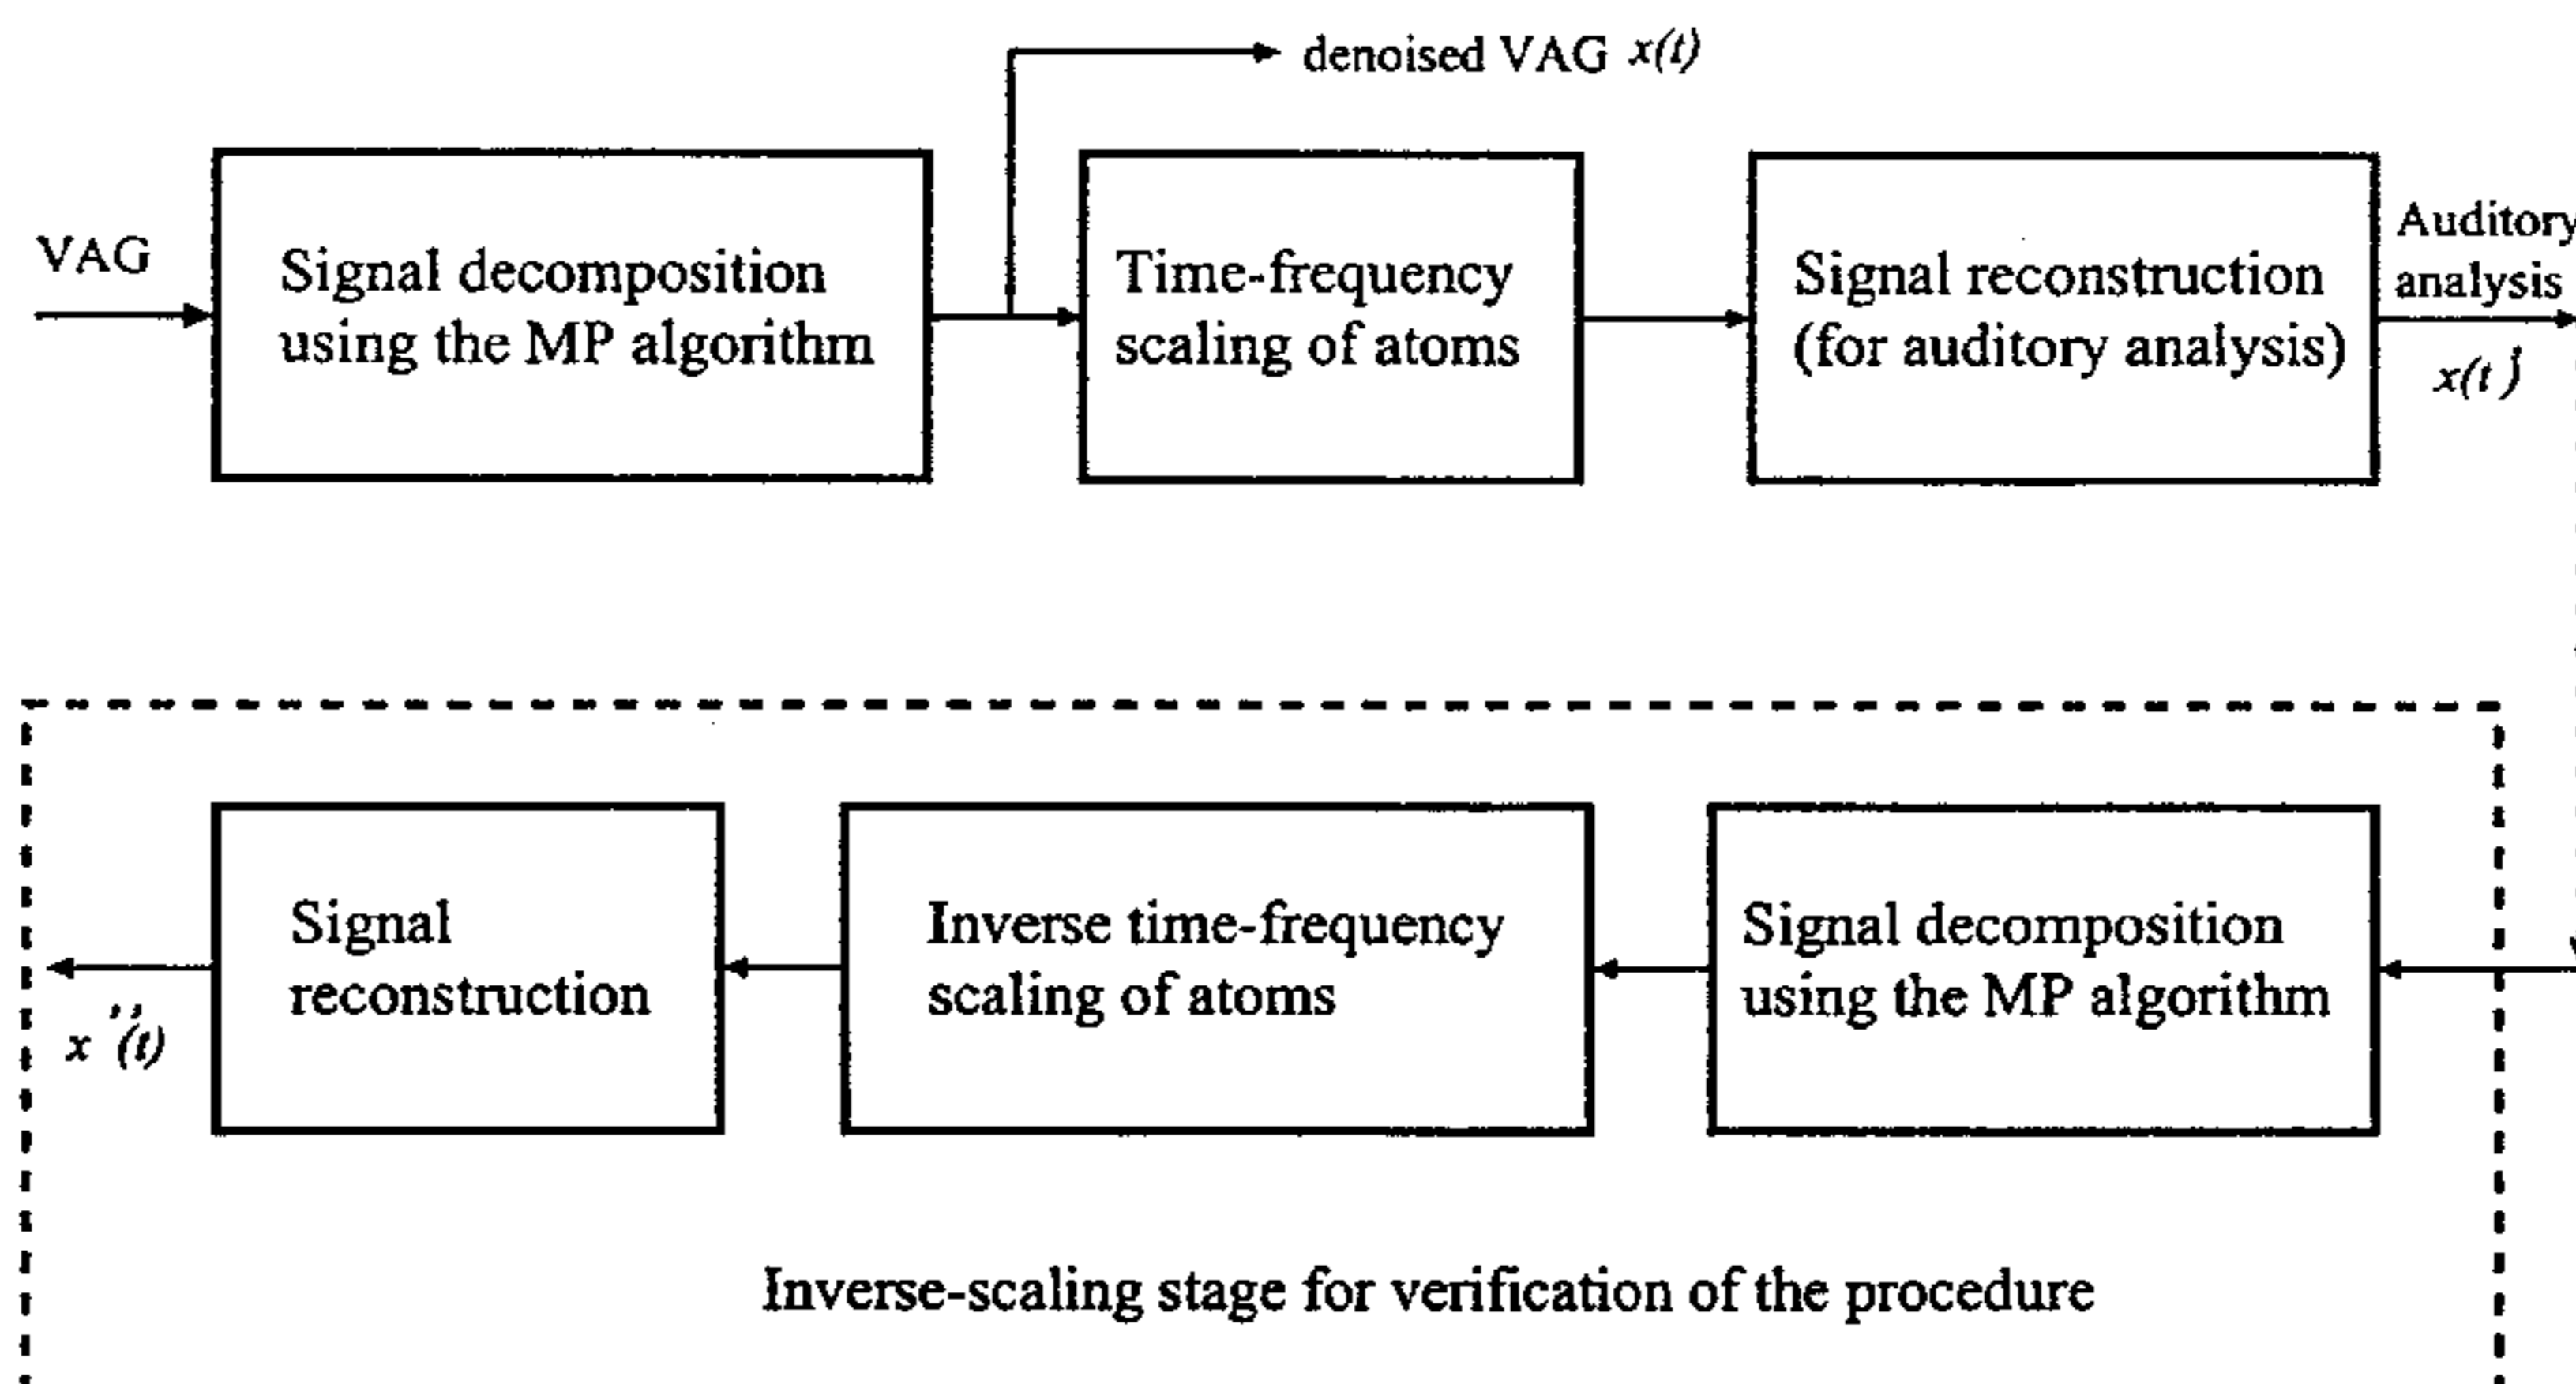 denoised VAG x(t)
VAG
Signal decomposition
using the MP algorithm
Time-frequency
scaling of atoms
Signal reconstruction
(for auditory analysis)
Auditory
analysis
x(t)
Signal
reconstruction
x''(t)
Inverse time-frequency
scaling of atoms
Signal decomposition
using the MP algorithm
Inverse-scaling stage for verification of the procedure